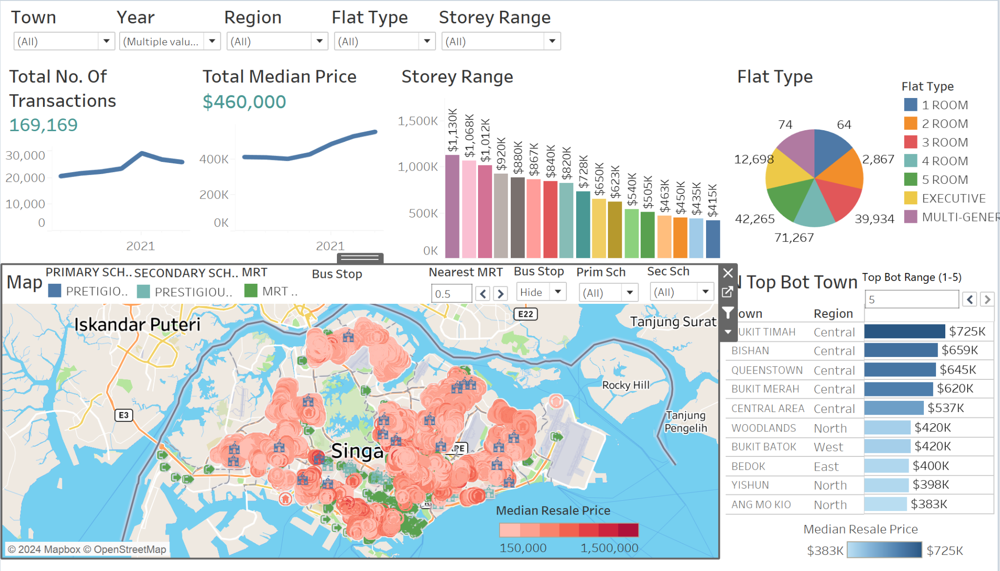 Town Year Region Flat Type Storey Range
(All) (Multiple valu... (All) (All) (All)
Total No. Of
Transactions
169,169
30,000
20,000
10,000
0
2021
Total Median Price
$460,000
400K
200K
0K
2021
Storey Range
1,500K
1,000K
500K
0K
$1,130K
$1,068K
$1,012K
$920K
$880K
$867K
$840K
$820K
$728K
$650K
$623K
$540K
$505K
$463K
$450K
$435K
$415K
Flat Type
74 64
12,698 2,867
42,265 39,934
71,267
Flat Type
1 ROOM
2 ROOM
3 ROOM
4 ROOM
5 ROOM
EXECUTIVE
MULTI-GENER
Map
PRIMARY SCH.. SECONDARY SCH.. MRT
PRETIGIO.. PRESTIGIOU.. MRT ..
Bus Stop
Nearest MRT Bus Stop Prim Sch Sec Sch
0.5 Hide (All) (All)
Iskandar Puteri
E22
Tanjung Surat
Rocky Hill
E3
Tanjung
Pengelih
Singa
PE
Median Resale Price
150,000 1,500,000
© 2024 Mapbox © OpenStreetMap
Top Bot Town
Top Bot Range (1-5)
5
own Region
UKIT TIMAH Central $725K
BISHAN Central $659K
QUEENSTOWN Central $645K
BUKIT MERAH Central $620K
CENTRAL AREA Central $537K
WOODLANDS North $420K
BUKIT BATOK West $420K
BEDOK East $400K
YISHUN North $398K
ANG MO KIO North $383K
Median Resale Price
$383K $725K